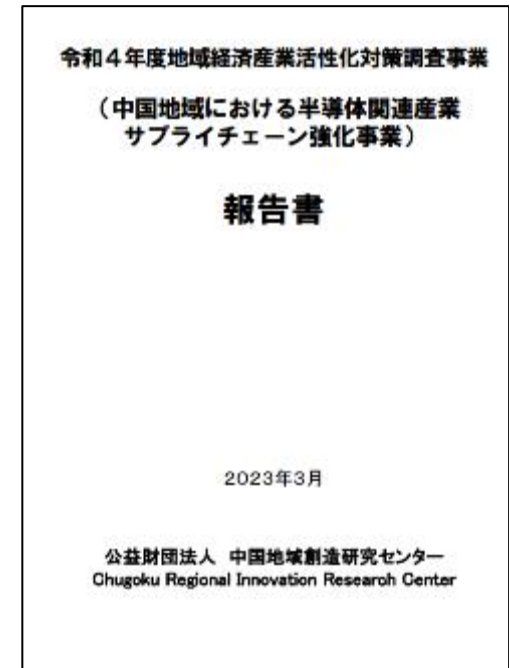 令和４年度地域経済産業活性化対策調査事業
（中国地域における半導体関連産業
サプライチェーン強化事業）
報告書
2023年3月
公益財団法人　中国地域創造研究センター
Chugoku Regional Innovation Research Center